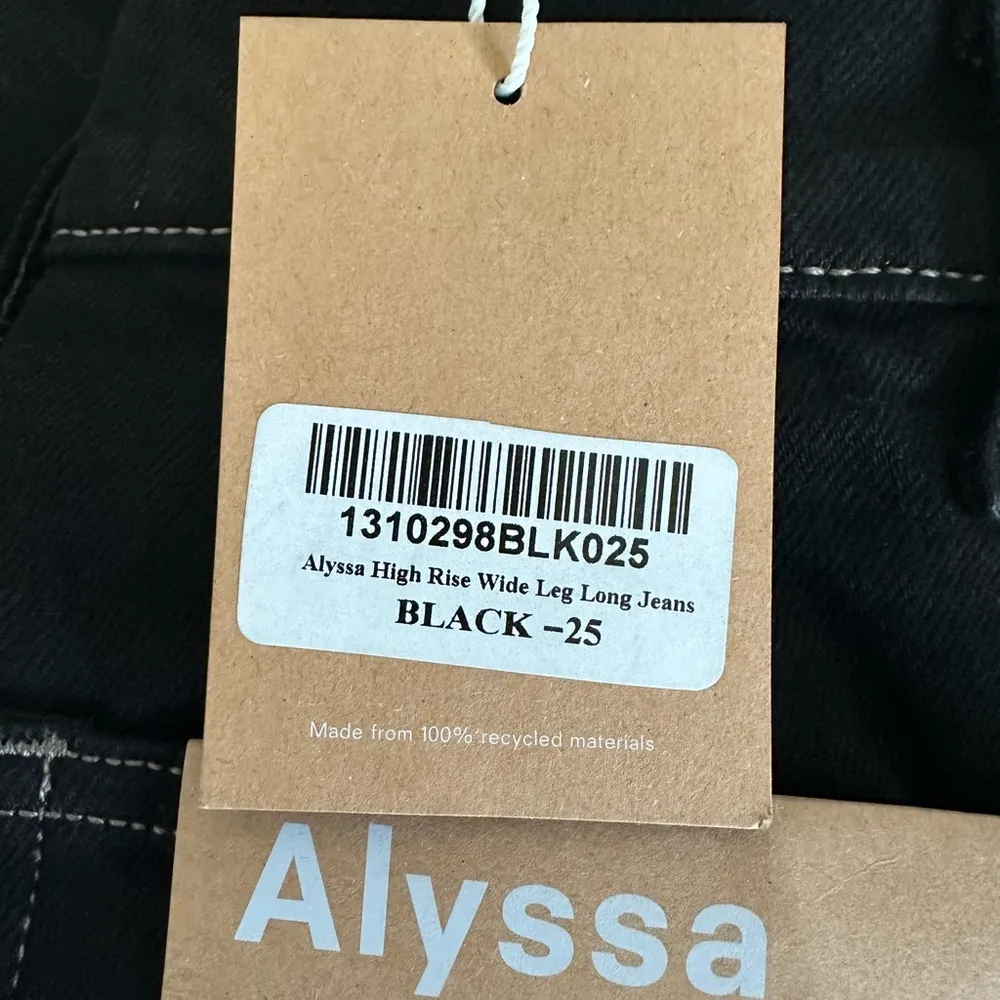 1310298BLK025
Alyssa High Rise Wide Leg Long Jeans
BLACK -25
Made from 100% recycled materials
Alyssa